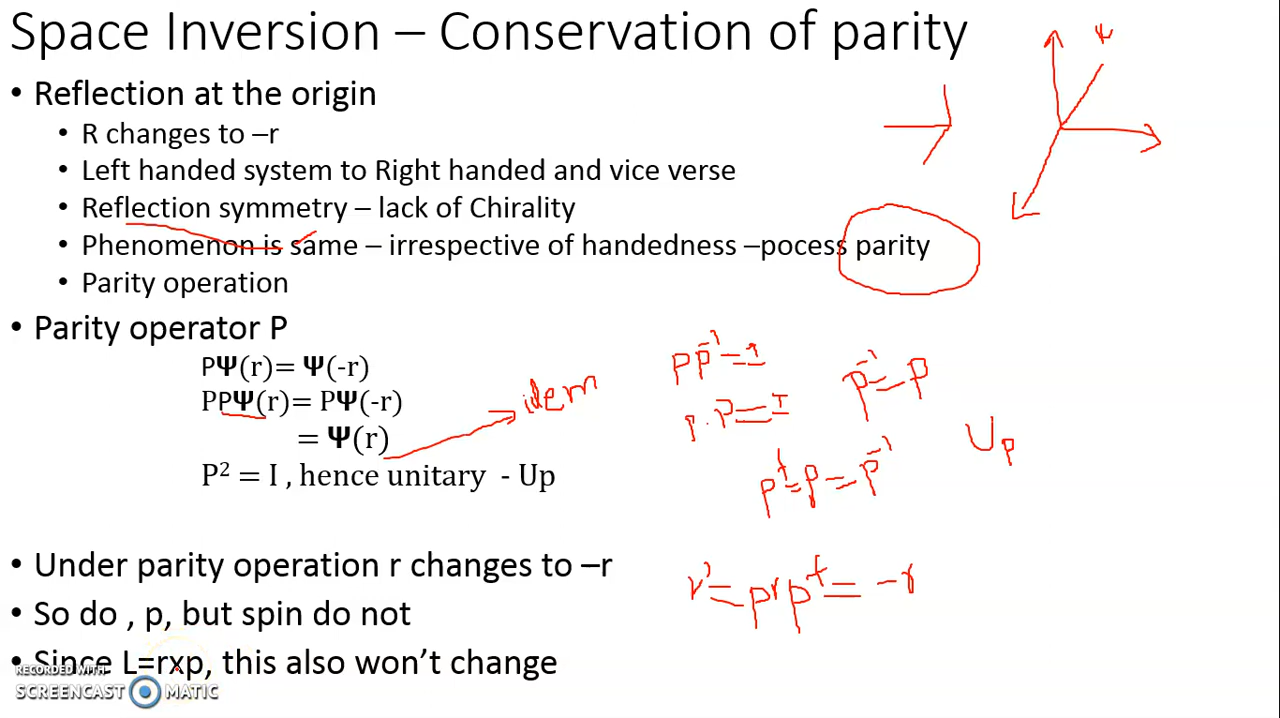 Space Inversion – Conservation of parity
• Reflection at the origin
• R changes to –r
• Left handed system to Right handed and vice verse
• Reflection symmetry – lack of Chirality
• Phenomenon is same – irrespective of handedness –pocess parity
• Parity operation
• Parity operator P
PΨ(r)= Ψ(-r)
PPΨ(r)= PΨ(-r)
= Ψ(r)
P² = I , hence unitary - Up
idem
PP⁻¹=I
P⁻¹=P
P.P=I
U_P
P†=P=P⁻¹
• Under parity operation r changes to –r
• So do , p, but spin do not
• Since L=rxp, this also won’t change
r'=PrP†=-r
RECORDED WITH
SCREENCAST MATIC